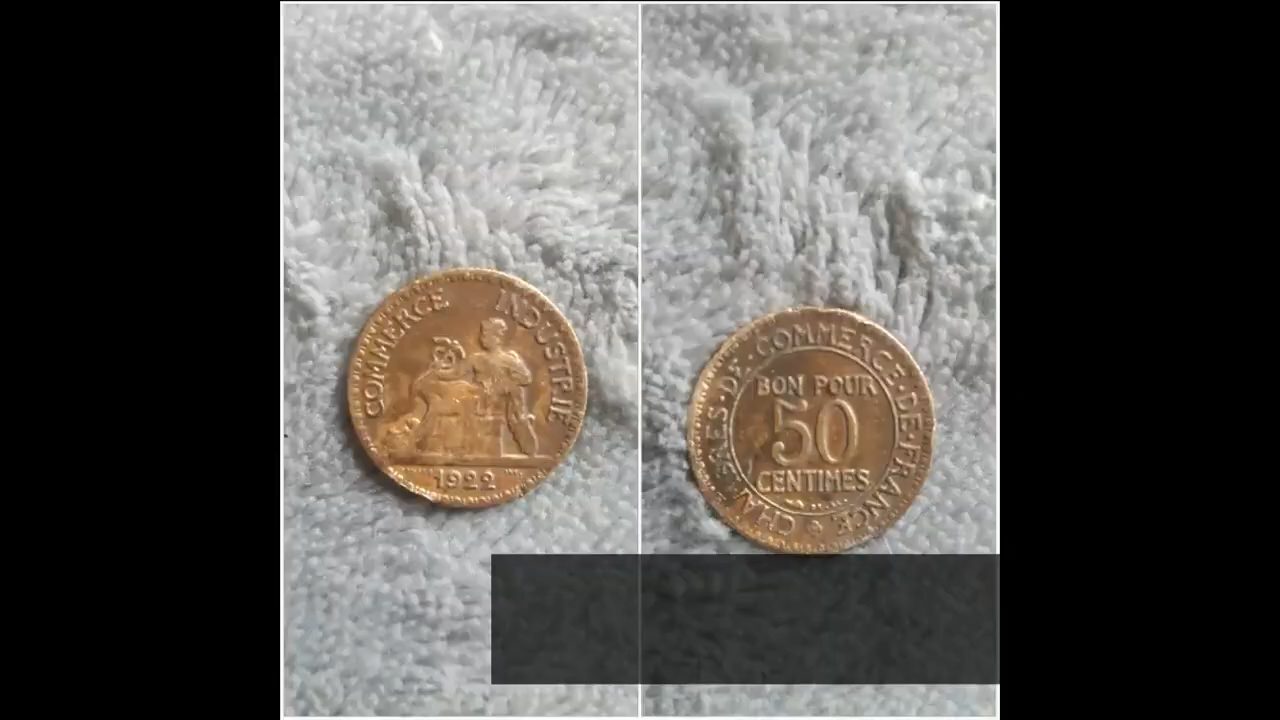 COMMERCE INDUSTRIE
1922
CHAMBRES·DE·COMMERCE·DE·FRANCE
BON POUR
50
CENTIMES